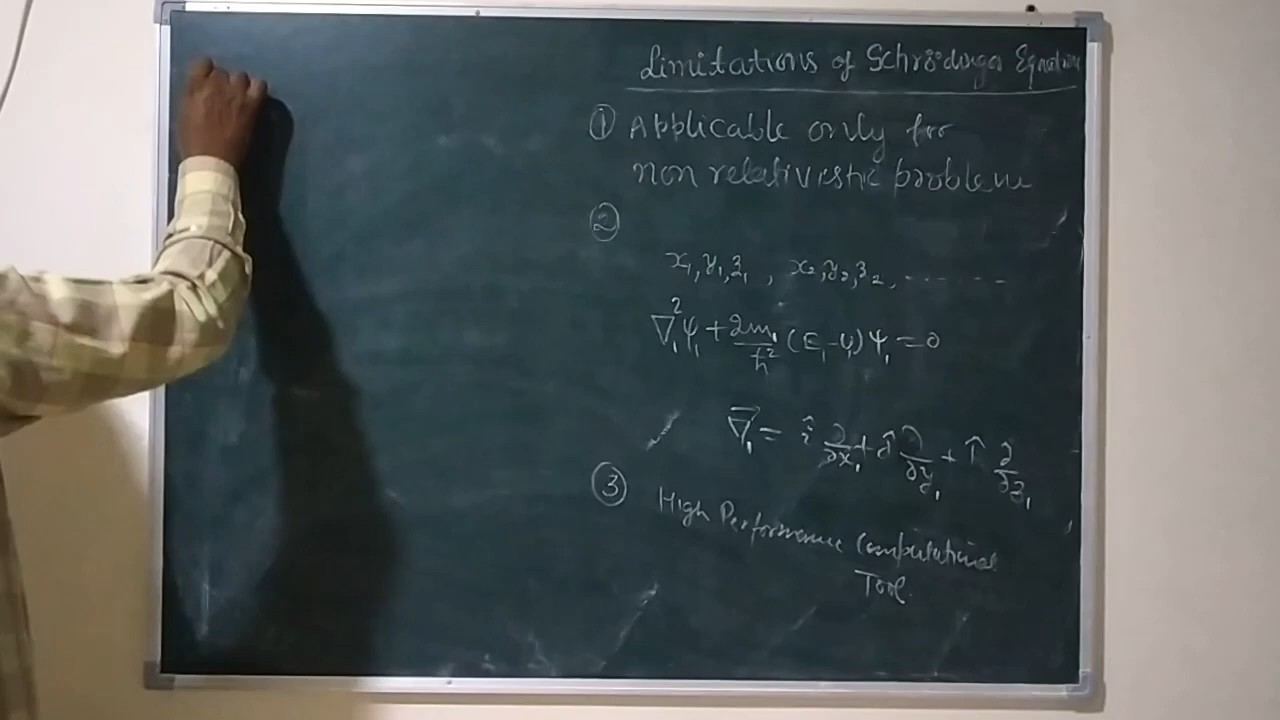 Limitations of Schrödinger Equation
① Applicable only for
non relativistic problem
②
x₁, y₁, z₁ , x₂, y₂, z₂, - - - - - -
∇₁²ψ₁ + 2m₁/ħ² (E₁ - U₁) ψ₁ = 0
∇⃗₁ = î ∂/∂x₁ + ĵ ∂/∂y₁ + ∂/∂z₁
③ High Performance Computational
Tool.